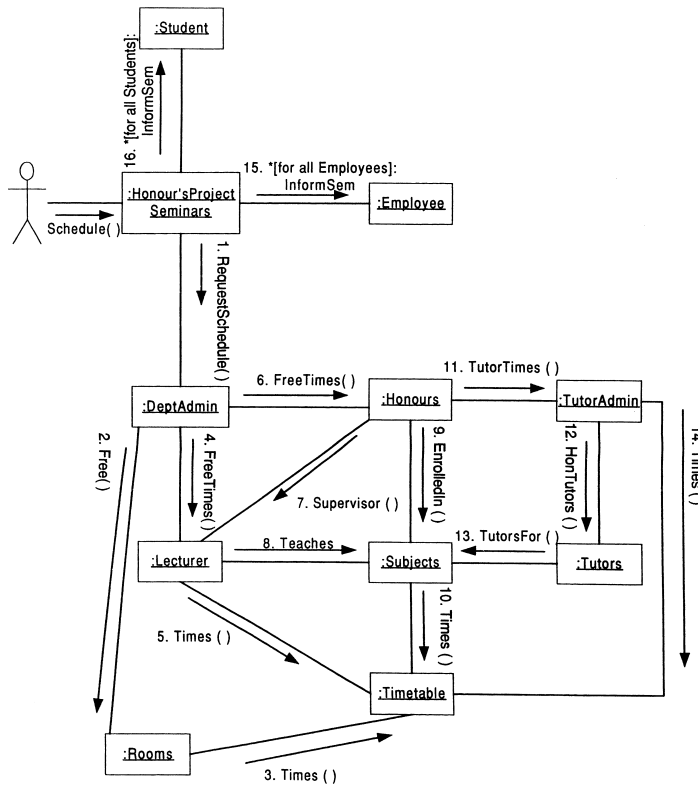 :Student
16. *[for all Students]:
InformSem
15. *[for all Employees]:
InformSem
:Honour'sProject
Seminars
:Employee
Schedule( )
1. RequestSchedule( )
6. FreeTimes( )
11. TutorTimes ( )
:DeptAdmin
:Honours
:TutorAdmin
2. Free( )
4. FreeTimes( )
9. EnrolledIn( )
12. HonTutors ( )
14. Times ( )
7. Supervisor ( )
8. Teaches
13. TutorsFor ( )
:Lecturer
:Subjects
:Tutors
5. Times ( )
10. Times ( )
:Timetable
:Rooms
3. Times ( )